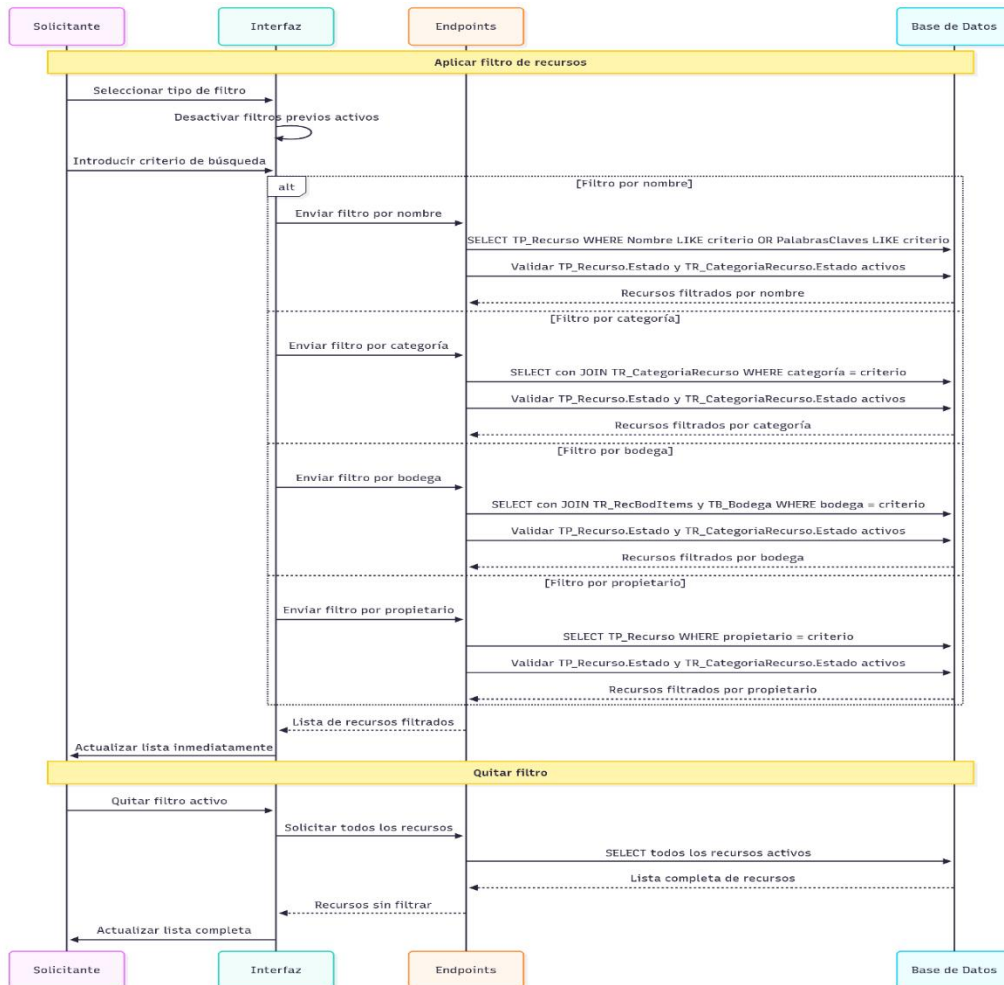 Solicitante
Interfaz
Endpoints
Base de Datos
Aplicar filtro de recursos
Seleccionar tipo de filtro
Desactivar filtros previos activos
Introducir criterio de búsqueda
alt
[Filtro por nombre]
Enviar filtro por nombre
SELECT TP_Recurso WHERE Nombre LIKE criterio OR PalabrasClaves LIKE criterio
Validar TP_Recurso.Estado y TR_CategoriaRecurso.Estado activos
Recursos filtrados por nombre
[Filtro por categoría]
Enviar filtro por categoría
SELECT con JOIN TR_CategoriaRecurso WHERE categoría = criterio
Validar TP_Recurso.Estado y TR_CategoriaRecurso.Estado activos
Recursos filtrados por categoría
[Filtro por bodega]
Enviar filtro por bodega
SELECT con JOIN TR_RecBodItems y TB_Bodega WHERE bodega = criterio
Validar TP_Recurso.Estado y TR_CategoriaRecurso.Estado activos
Recursos filtrados por bodega
[Filtro por propietario]
Enviar filtro por propietario
SELECT TP_Recurso WHERE propietario = criterio
Validar TP_Recurso.Estado y TR_CategoriaRecurso.Estado activos
Recursos filtrados por propietario
Lista de recursos filtrados
Actualizar lista inmediatamente
Quitar filtro
Quitar filtro activo
Solicitar todos los recursos
SELECT todos los recursos activos
Lista completa de recursos
Recursos sin filtrar
Actualizar lista completa
Solicitante
Interfaz
Endpoints
Base de Datos